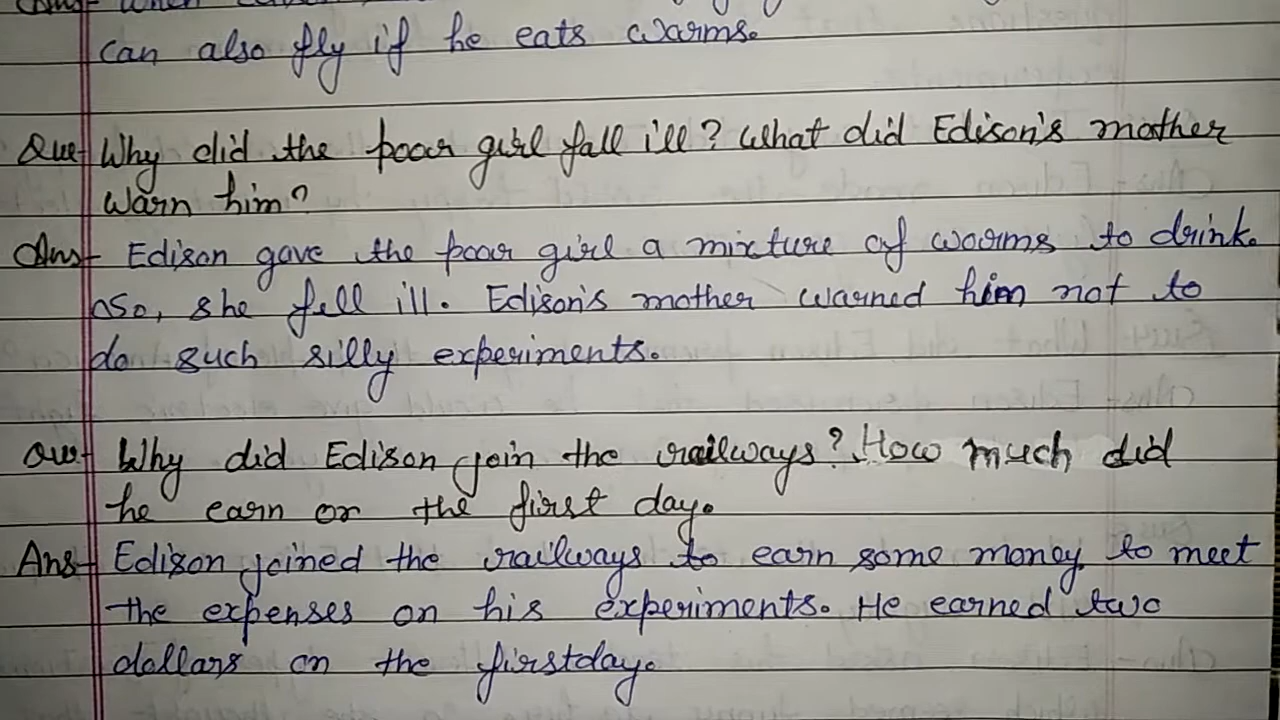 Ans- When
can also fly if he eats warms.
Que- Why did the poor girl fall ill? What did Edison's mother
warn him?
Ans- Edison gave the poor girl a mixture of worms to drink.
So, she fell ill. Edison's mother warned him not to
do such silly experiments.
Que- Why did Edison join the railways? How much did
he earn on the first day.
Ans- Edison joined the railways to earn some money to meet
the expenses on his experiments. He earned two
dollars on the firstday.